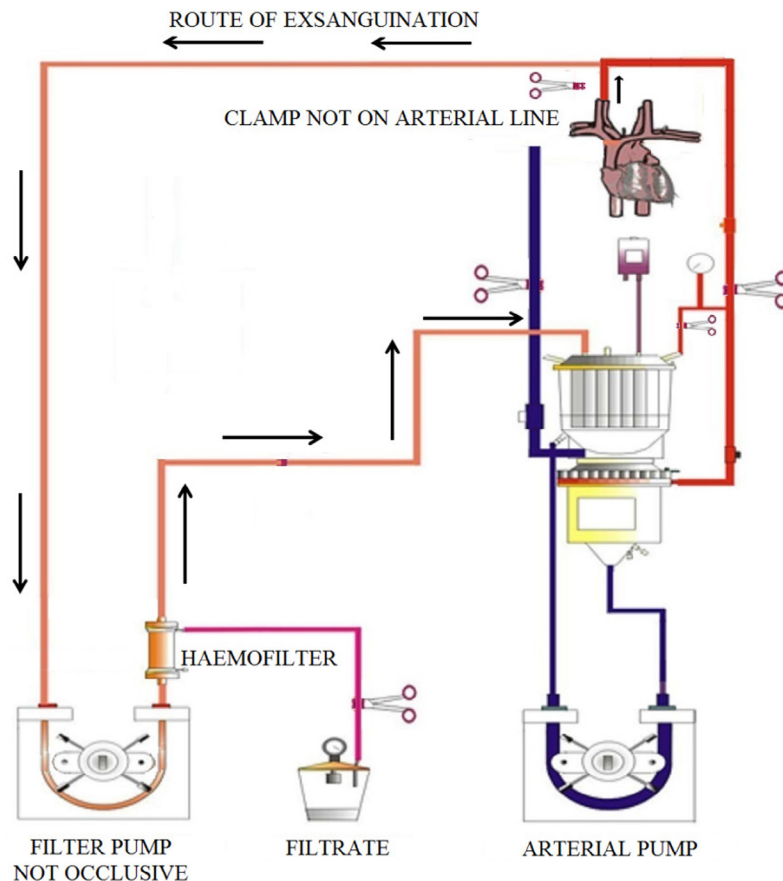 ROUTE OF EXSANGUINATION
CLAMP NOT ON ARTERIAL LINE
HAEMOFILTER
FILTER PUMP
NOT OCCLUSIVE
FILTRATE
ARTERIAL PUMP